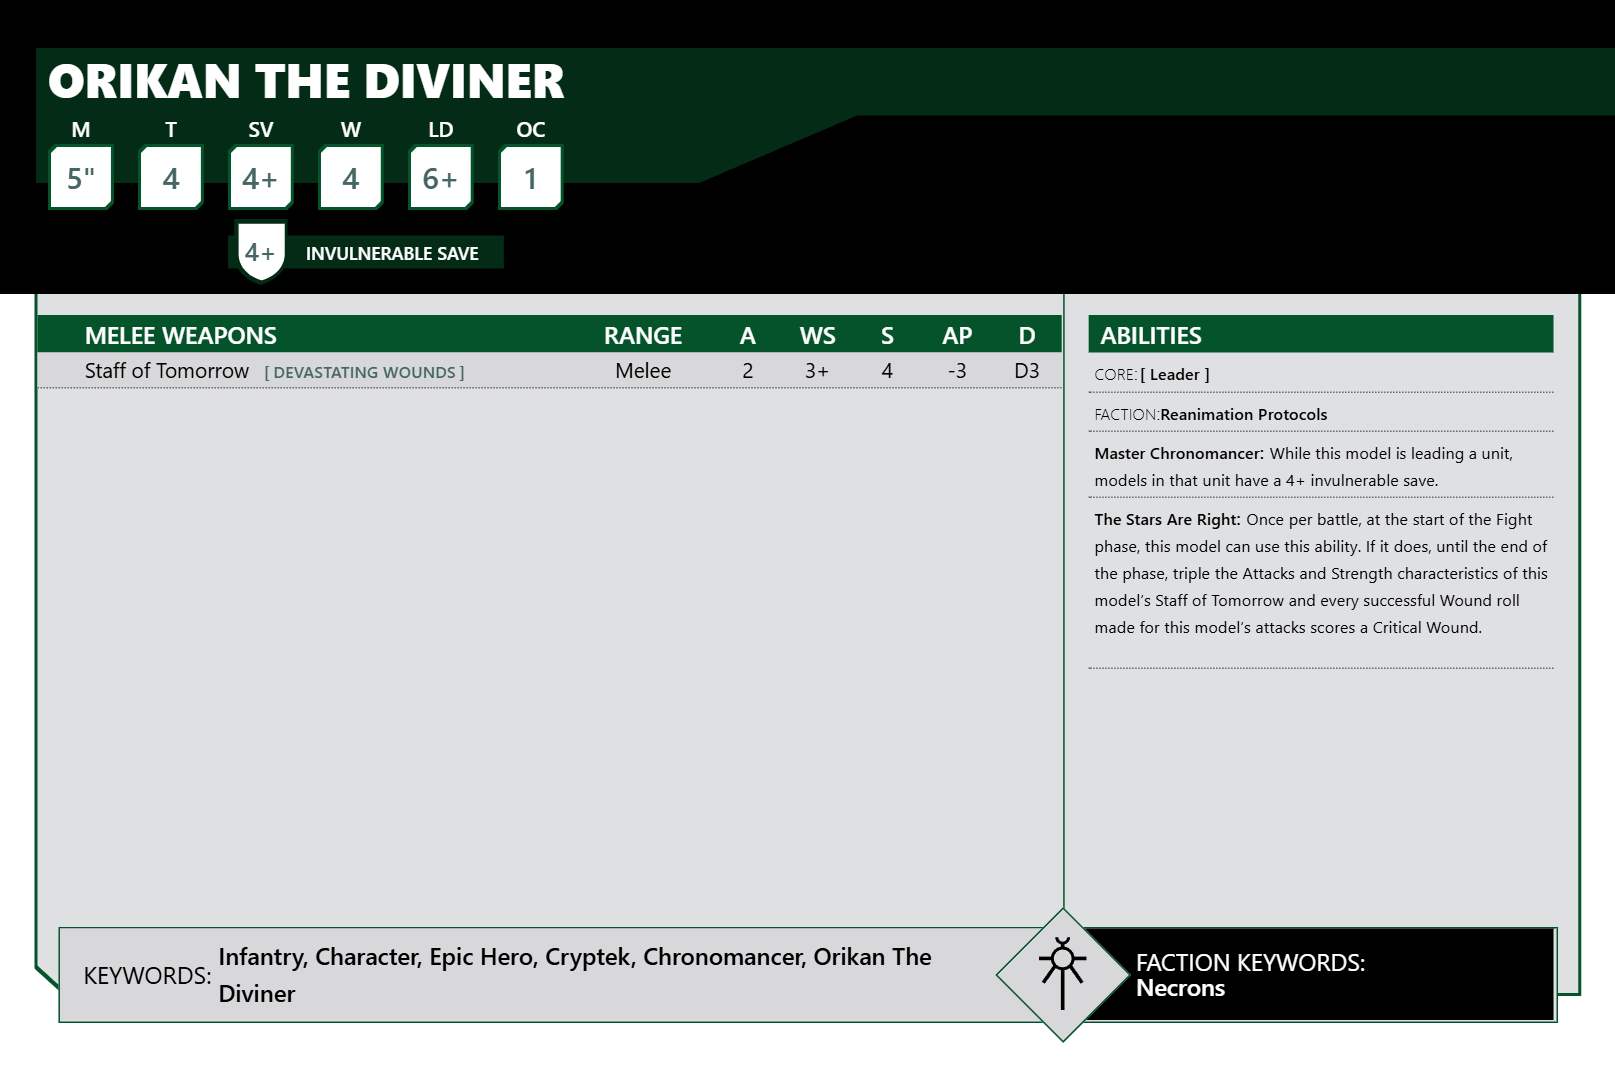 ORIKAN THE DIVINER
M T SV W LD OC
5" 4 4+ 4 6+ 1
4+ INVULNERABLE SAVE
MELEE WEAPONS RANGE A WS S AP D
Staff of Tomorrow [ DEVASTATING WOUNDS ] Melee 2 3+ 4 -3 D3
ABILITIES
CORE: [ Leader ]
FACTION:Reanimation Protocols
Master Chronomancer: While this model is leading a unit,
models in that unit have a 4+ invulnerable save.
The Stars Are Right: Once per battle, at the start of the Fight
phase, this model can use this ability. If it does, until the end of
the phase, triple the Attacks and Strength characteristics of this
model’s Staff of Tomorrow and every successful Wound roll
made for this model’s attacks scores a Critical Wound.
KEYWORDS: Infantry, Character, Epic Hero, Cryptek, Chronomancer, Orikan The
Diviner
FACTION KEYWORDS:
Necrons